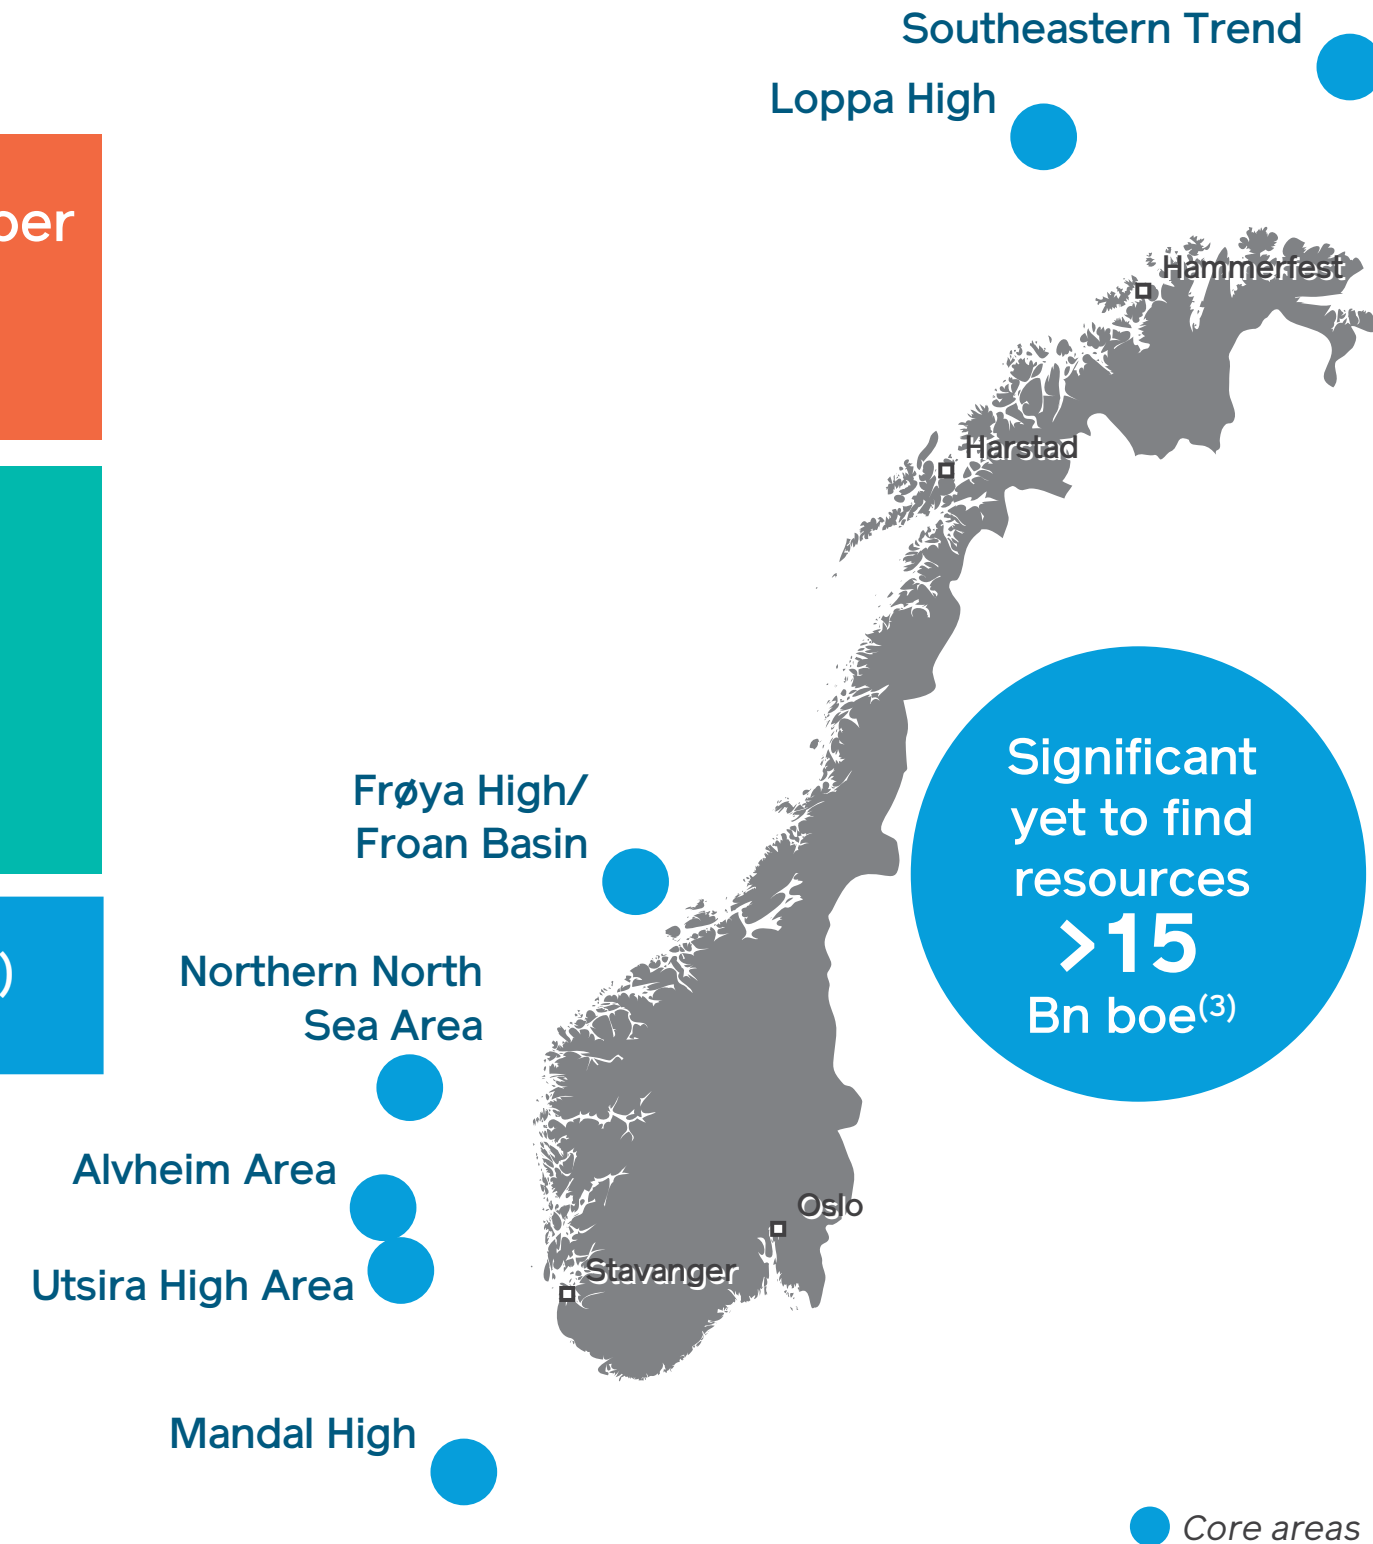 Southeastern Trend
Loppa High
Hammerfest
Harstad
Significant
yet to find
resources
>15
Bn boe(3)
Frøya High/
Froan Basin
Northern North
Sea Area
Alvheim Area
Oslo
Utsira High Area
Stavanger
Mandal High
Core areas